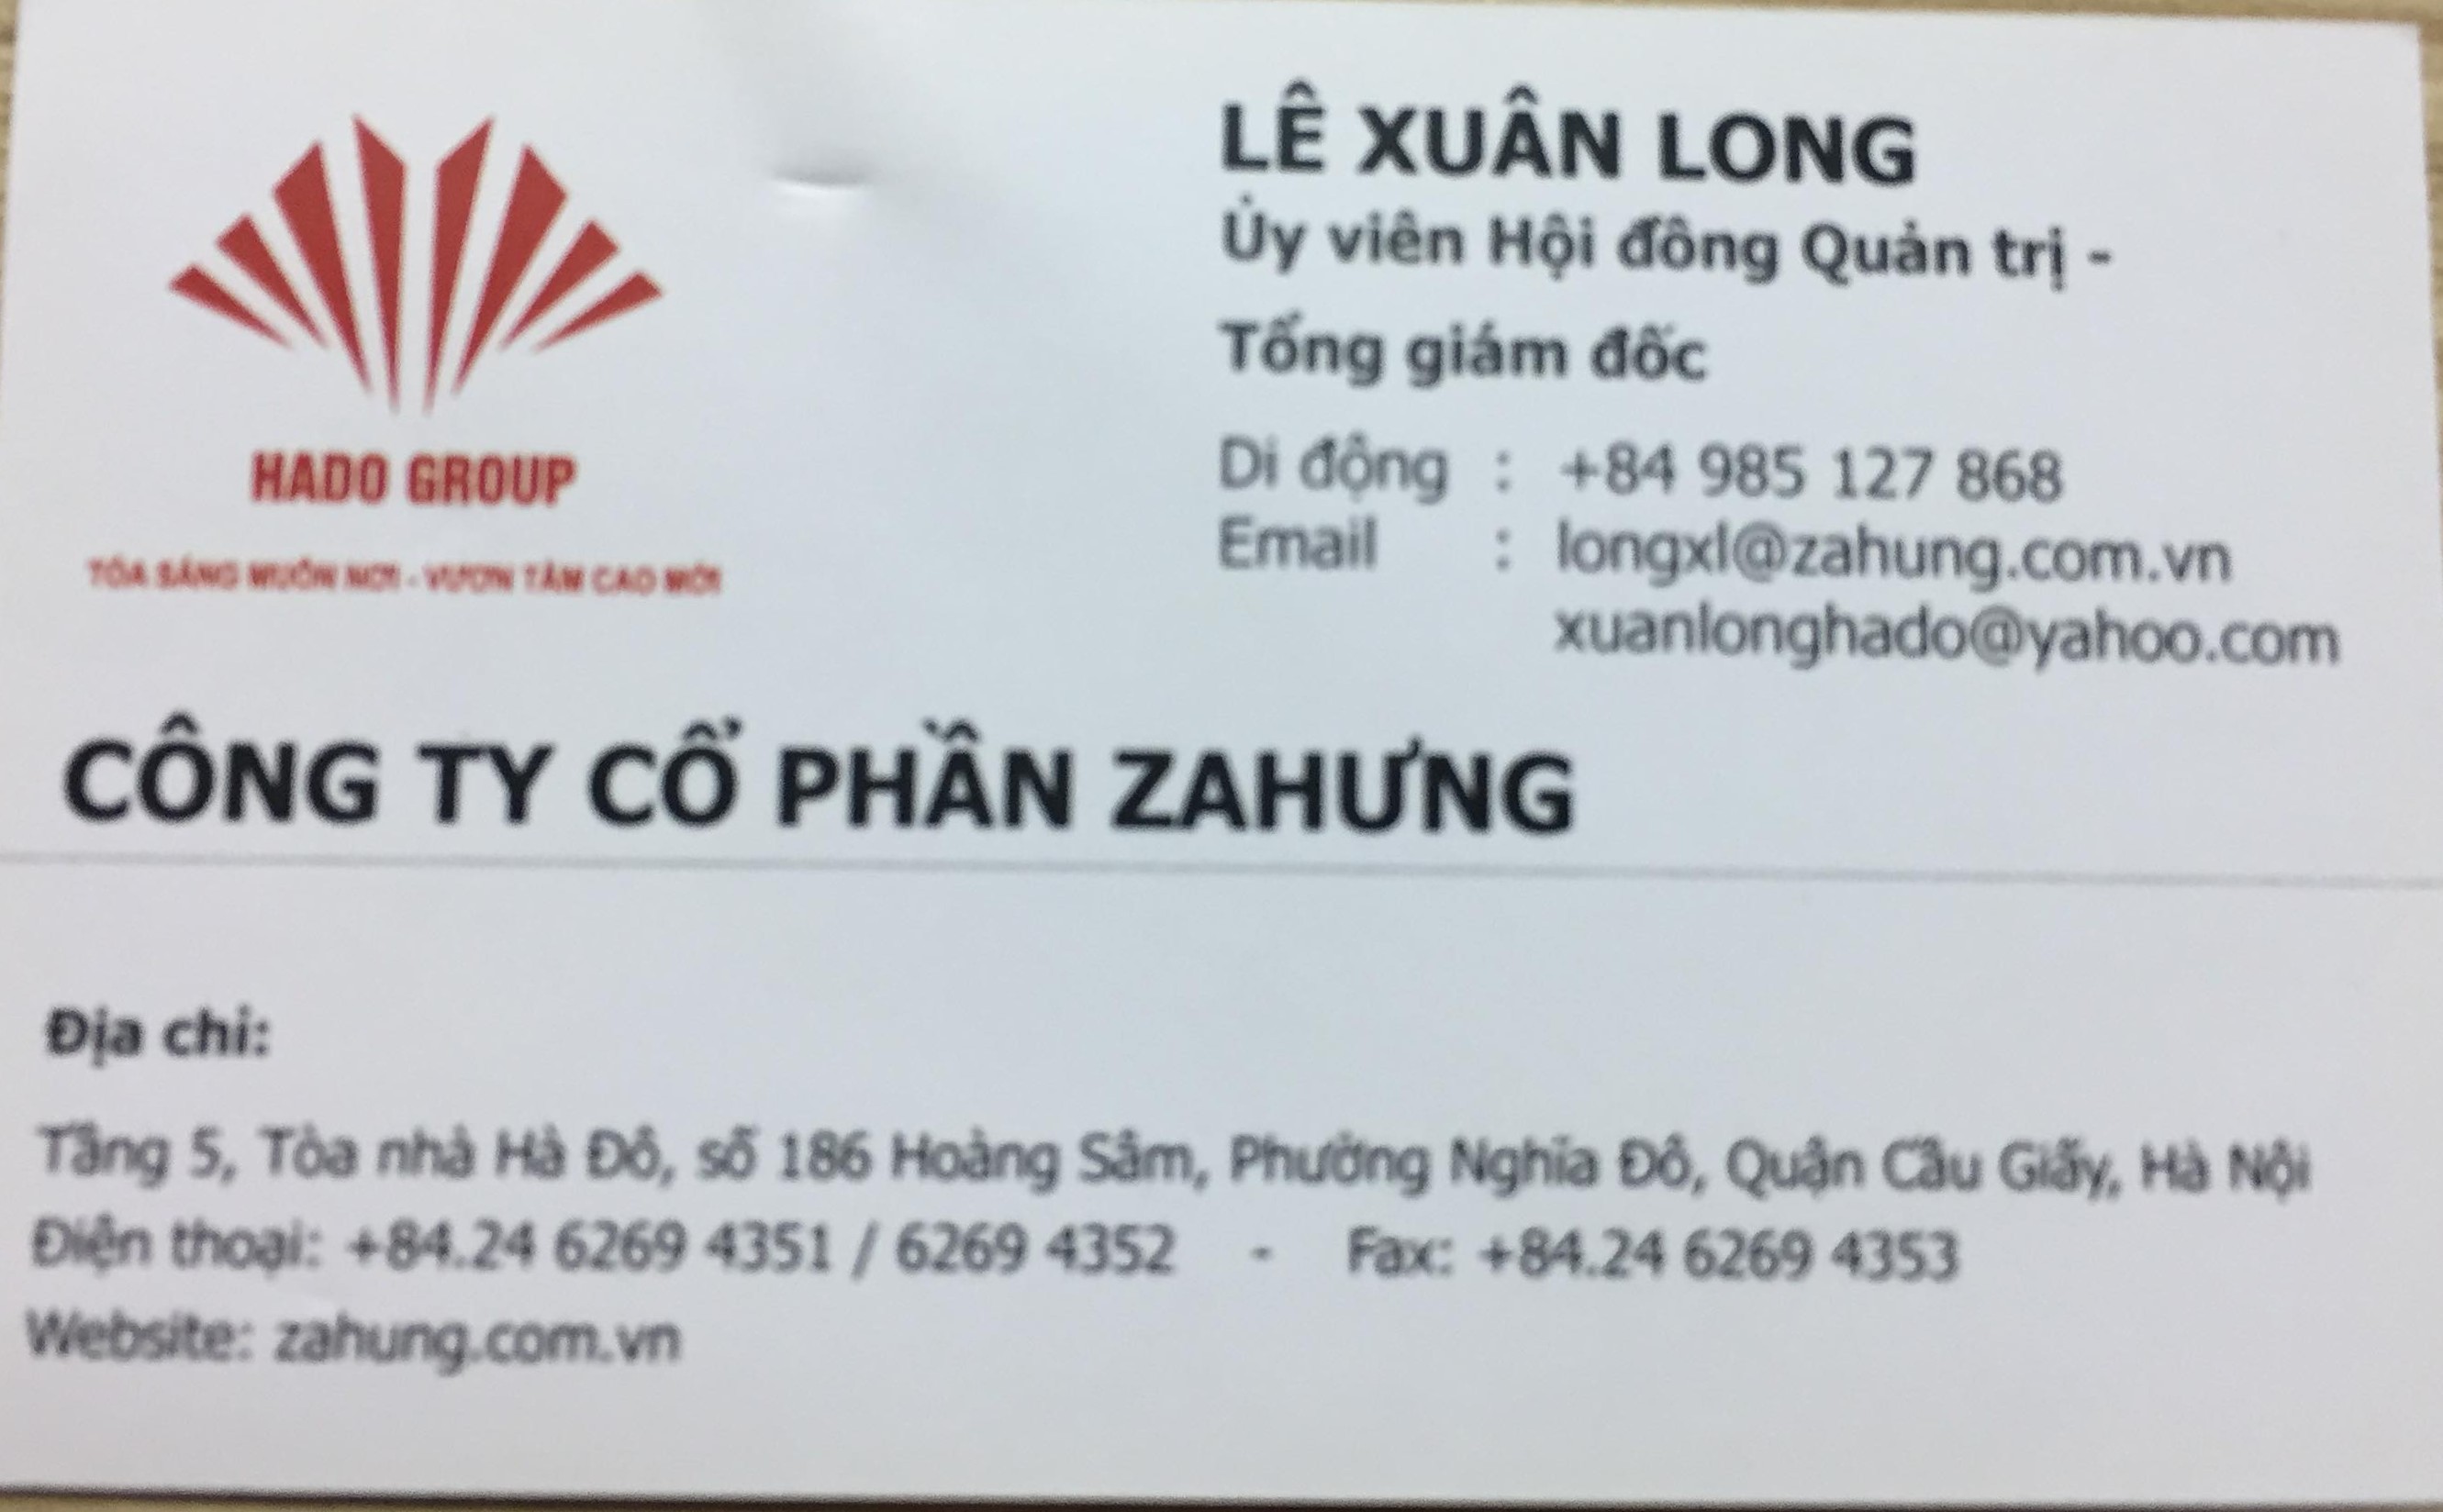 HADO GROUP
TỎA SÁNG MUÔN NƠI - VƯƠN TẦM CAO MỚI
LÊ XUÂN LONG
Ủy viên Hội đồng Quản trị -
Tổng giám đốc
Di động : +84 985 127 868
Email : longxl@zahung.com.vn
xuanlonghado@yahoo.com
CÔNG TY CỔ PHẦN ZAHƯNG
Địa chỉ:
Tầng 5, Tòa nhà Hà Đô, số 186 Hoàng Sâm, Phường Nghĩa Đô, Quận Cầu Giấy, Hà Nội
Điện thoại: +84.24 6269 4351 / 6269 4352 - Fax: +84.24 6269 4353
Website: zahung.com.vn